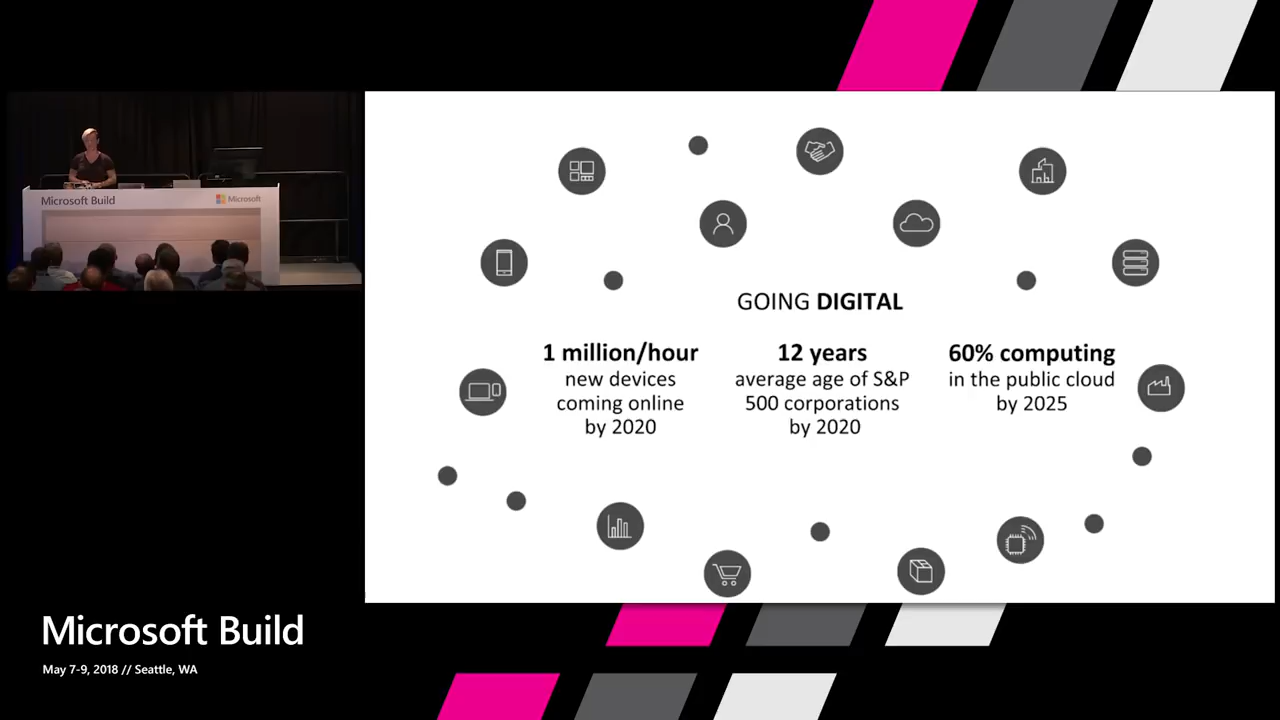 Microsoft Build
Microsoft
GOING DIGITAL
1 million/hour
new devices
coming online
by 2020
12 years
average age of S&P
500 corporations
by 2020
60% computing
in the public cloud
by 2025
Microsoft Build
May 7-9, 2018 // Seattle, WA